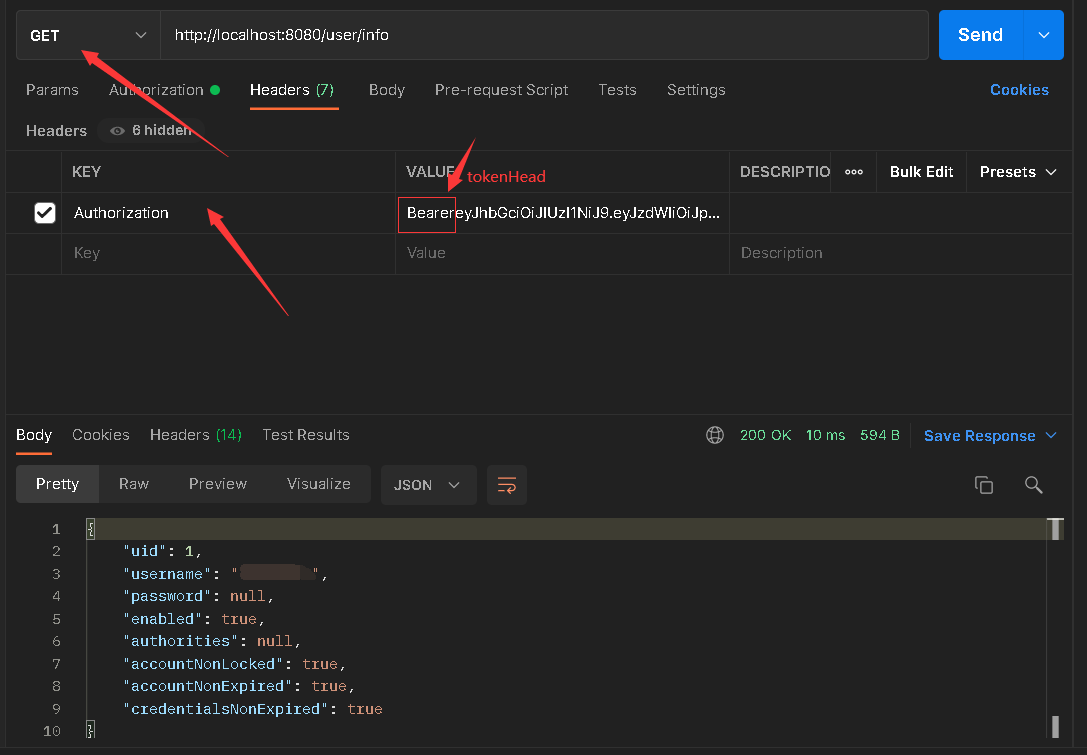 GET http://localhost:8080/user/info Send
Params Authorization Headers (7) Body Pre-request Script Tests Settings Cookies
Headers 6 hidden
KEY VALUE DESCRIPTIO ooo Bulk Edit Presets
tokenHead
Authorization BearereyJhbGciOiJIUzI1NiJ9.eyJzdWIiOiJp...
Key Value Description
Body Cookies Headers (14) Test Results 200 OK 10 ms 594 B Save Response
Pretty Raw Preview Visualize JSON
1 {
2 "uid": 1,
3 "username": " ",
4 "password": null,
5 "enabled": true,
6 "authorities": null,
7 "accountNonLocked": true,
8 "accountNonExpired": true,
9 "credentialsNonExpired": true
10 }